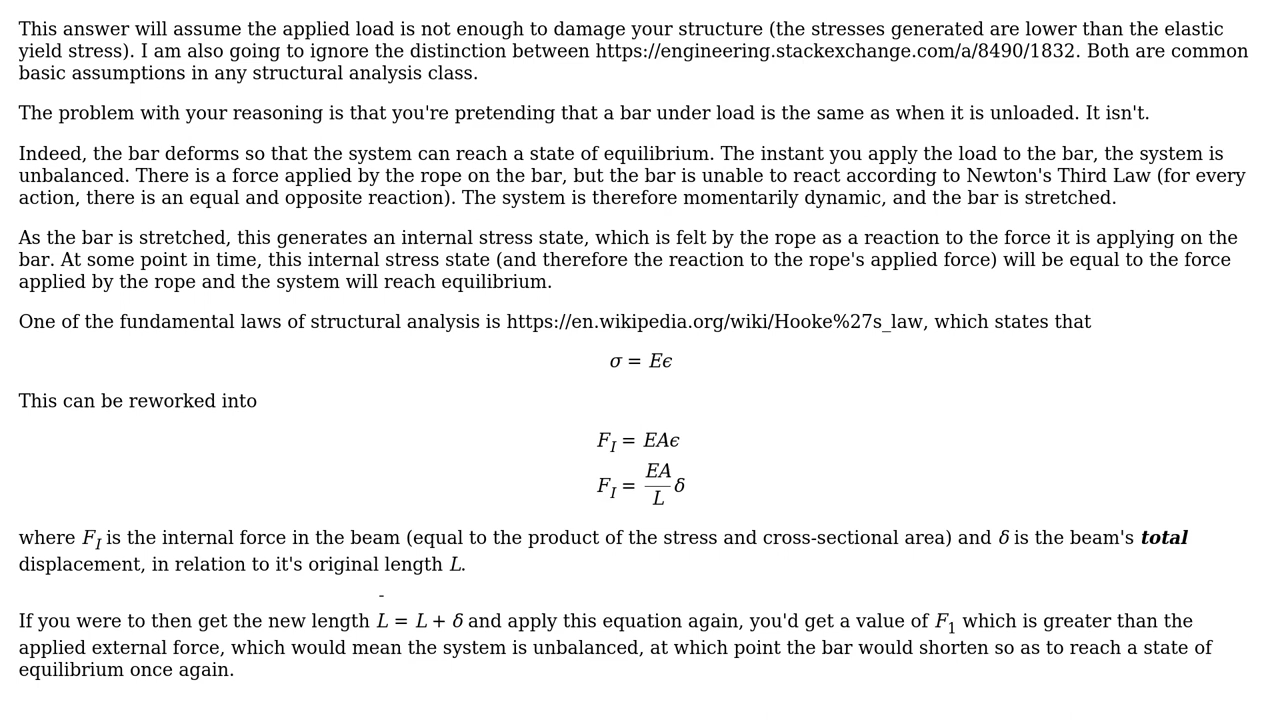 This answer will assume the applied load is not enough to damage your structure (the stresses generated are lower than the elastic
yield stress). I am also going to ignore the distinction between https://engineering.stackexchange.com/a/8490/1832. Both are common
basic assumptions in any structural analysis class.
The problem with your reasoning is that you're pretending that a bar under load is the same as when it is unloaded. It isn't.
Indeed, the bar deforms so that the system can reach a state of equilibrium. The instant you apply the load to the bar, the system is
unbalanced. There is a force applied by the rope on the bar, but the bar is unable to react according to Newton's Third Law (for every
action, there is an equal and opposite reaction). The system is therefore momentarily dynamic, and the bar is stretched.
As the bar is stretched, this generates an internal stress state, which is felt by the rope as a reaction to the force it is applying on the
bar. At some point in time, this internal stress state (and therefore the reaction to the rope's applied force) will be equal to the force
applied by the rope and the system will reach equilibrium.
One of the fundamental laws of structural analysis is https://en.wikipedia.org/wiki/Hooke%27s_law, which states that
σ = Eϵ
This can be reworked into
F_I = EAϵ
F_I = \frac{EA}{L} δ
where F_I is the internal force in the beam (equal to the product of the stress and cross-sectional area) and δ is the beam's total
displacement, in relation to it's original length L.
If you were to then get the new length \bar{L} = L + δ and apply this equation again, you'd get a value of F_1 which is greater than the
applied external force, which would mean the system is unbalanced, at which point the bar would shorten so as to reach a state of
equilibrium once again.